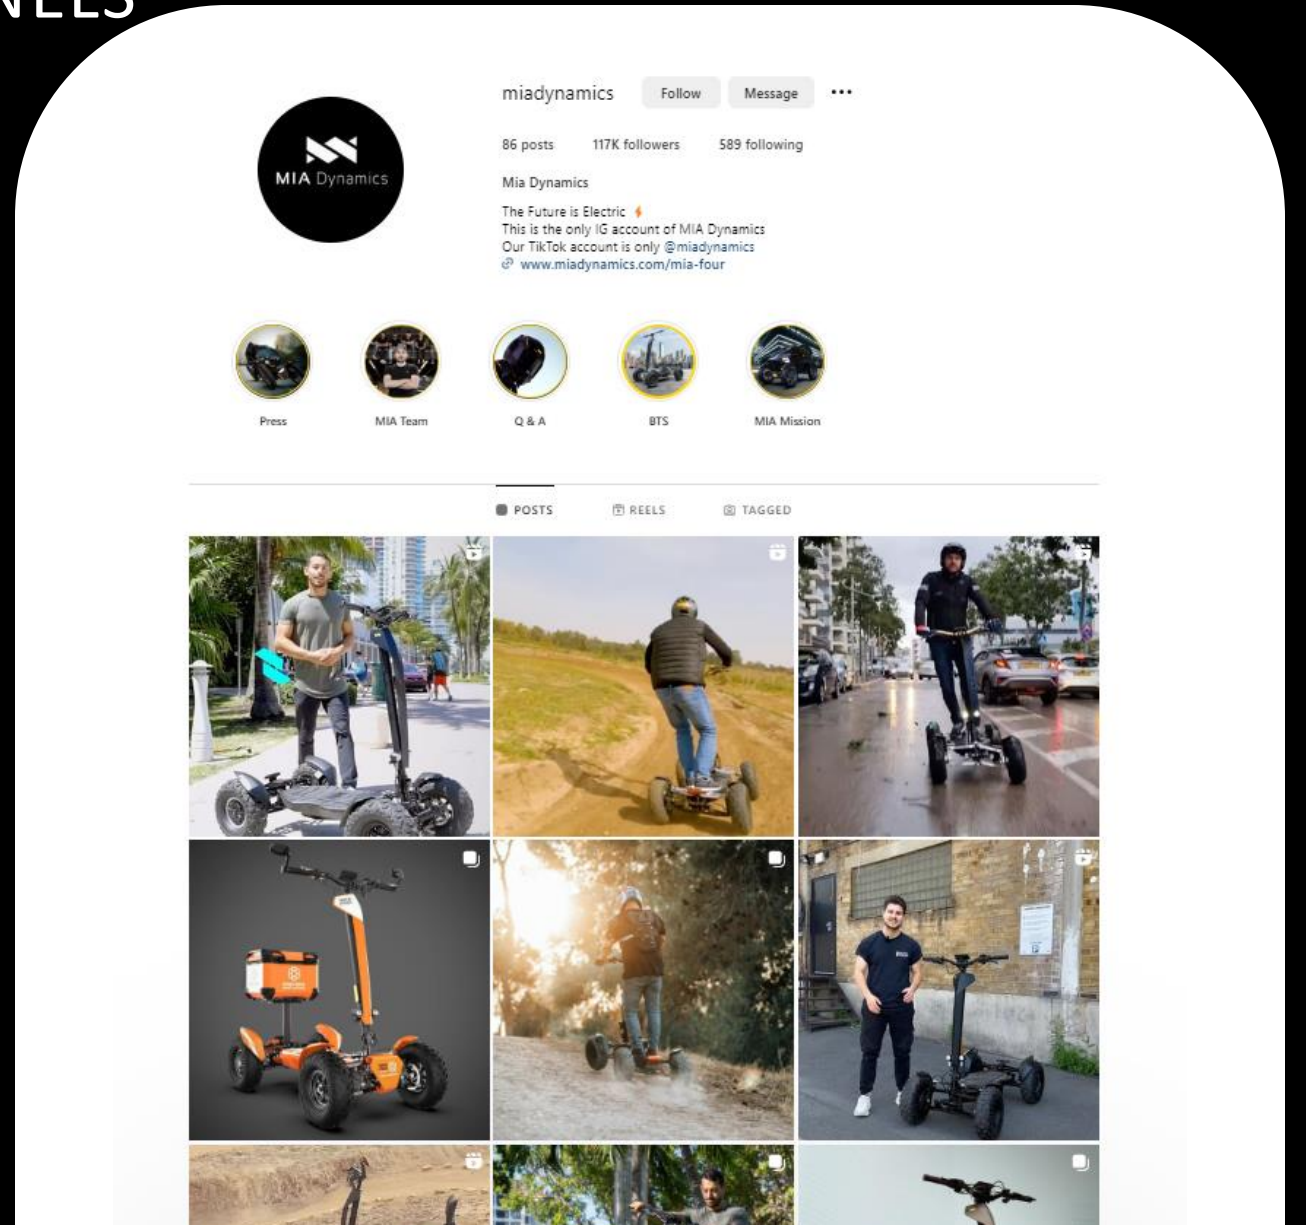 miadynamics Follow Message
86 posts 117K followers 589 following
MIA Dynamics
Mia Dynamics
The Future is Electric
This is the only IG account of MIA Dynamics
Our TikTok account is only @miadynamics
www.miadynamics.com/mia-four
Press MIA Team Q & A BTS MIA Mission
POSTS REELS TAGGED